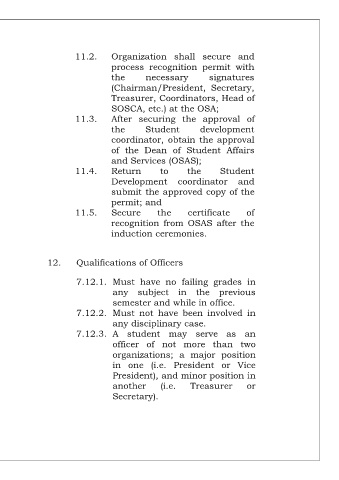 11.2. Organization shall secure and
process recognition permit with
the necessary signatures
(Chairman/President, Secretary,
Treasurer, Coordinators, Head of
SOSCA, etc.) at the OSA;
11.3. After securing the approval of
the Student development
coordinator, obtain the approval
of the Dean of Student Affairs
and Services (OSAS);
11.4. Return to the Student
Development coordinator and
submit the approved copy of the
permit; and
11.5. Secure the certificate of
recognition from OSAS after the
induction ceremonies.
12. Qualifications of Officers
7.12.1. Must have no failing grades in
any subject in the previous
semester and while in office.
7.12.2. Must not have been involved in
any disciplinary case.
7.12.3. A student may serve as an
officer of not more than two
organizations; a major position
in one (i.e. President or Vice
President), and minor position in
another (i.e. Treasurer or
Secretary).